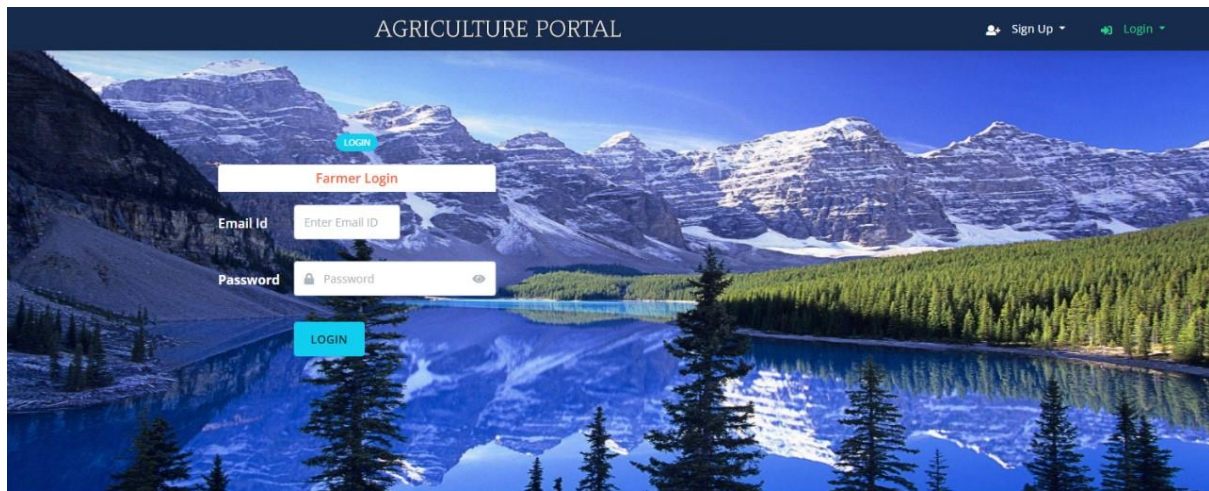 AGRICULTURE PORTAL
Sign Up
Login
LOGIN
Farmer Login
Email Id
Enter Email ID
Password
Password
LOGIN